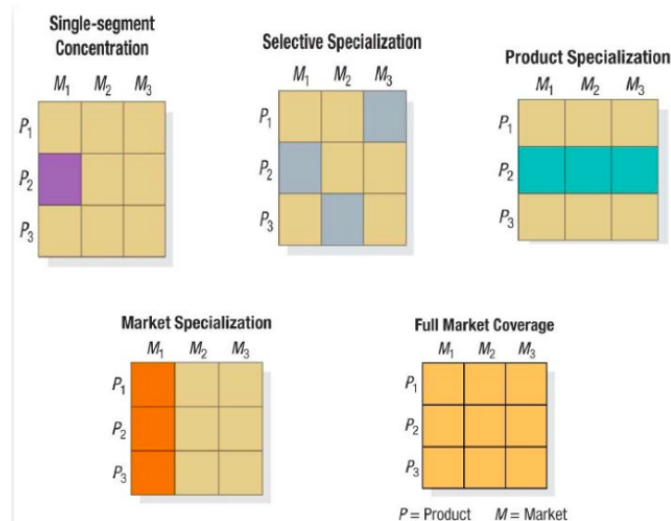 Single-segment
Concentration
M₁ M₂ M₃
P₁
P₂
P₃
Selective Specialization
M₁ M₂ M₃
P₁
P₂
P₃
Product Specialization
M₁ M₂ M₃
P₁
P₂
P₃
Market Specialization
M₁ M₂ M₃
P₁
P₂
P₃
Full Market Coverage
M₁ M₂ M₃
P₁
P₂
P₃
P = Product M = Market